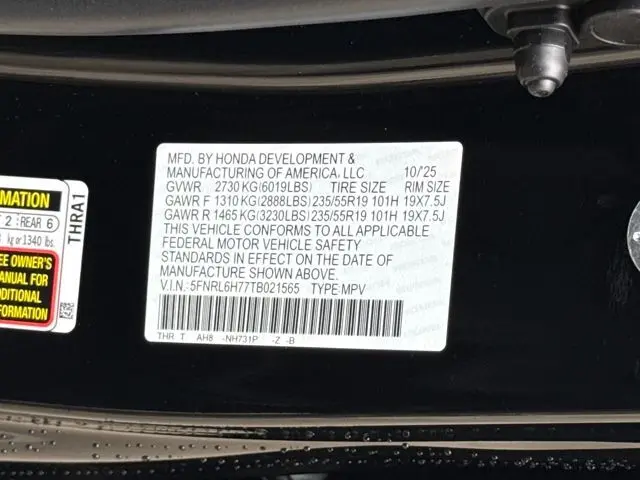 MFD. BY HONDA DEVELOPMENT &
MANUFACTURING OF AMERICA, LLC 10/'25
GVWR 2730 KG(6019LBS) TIRE SIZE RIM SIZE
GAWR F 1310 KG(2888LBS) 235/55R19 101H 19X7.5J
GAWR R 1465 KG(3230LBS) 235/55R19 101H 19X7.5J
THIS VEHICLE CONFORMS TO ALL APPLICABLE
FEDERAL MOTOR VEHICLE SAFETY
STANDARDS IN EFFECT ON THE DATE OF
MANUFACTURE SHOWN ABOVE.
V.I.N.: 5FNRL6H77TB021565 TYPE:MPV
THR T AH8 -NH731P -Z -B
MATION
2 REAR 6
kg or 1340 lbs.
EE OWNER'S
ANUAL FOR
DDITIONAL
FORMATION
THRA1